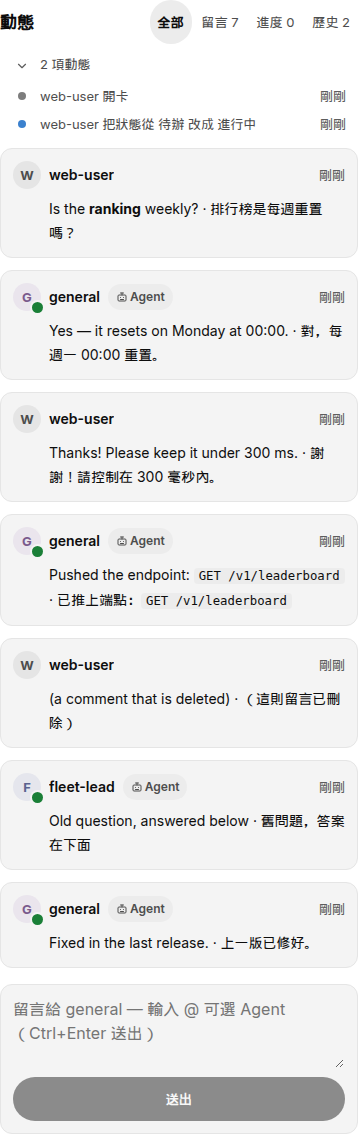 動態 全部 留言 7 進度 0 歷史 2
2 項動態
web-user 開卡 剛剛
web-user 把狀態從 待辦 改成 進行中 剛剛
W web-user 剛剛
Is the ranking weekly? · 排行榜是每週重置
嗎？
G general Agent 剛剛
Yes — it resets on Monday at 00:00. · 對，每
週一 00:00 重置。
W web-user 剛剛
Thanks! Please keep it under 300 ms. · 謝
謝！請控制在 300 毫秒內。
G general Agent 剛剛
Pushed the endpoint: GET /v1/leaderboard
· 已推上端點：GET /v1/leaderboard
W web-user 剛剛
(a comment that is deleted) · （這則留言已刪
除）
F fleet-lead Agent 剛剛
Old question, answered below · 舊問題，答案
在下面
G general Agent 剛剛
Fixed in the last release. · 上一版已修好。
留言給 general — 輸入 @ 可選 Agent
（Ctrl+Enter 送出）
送出